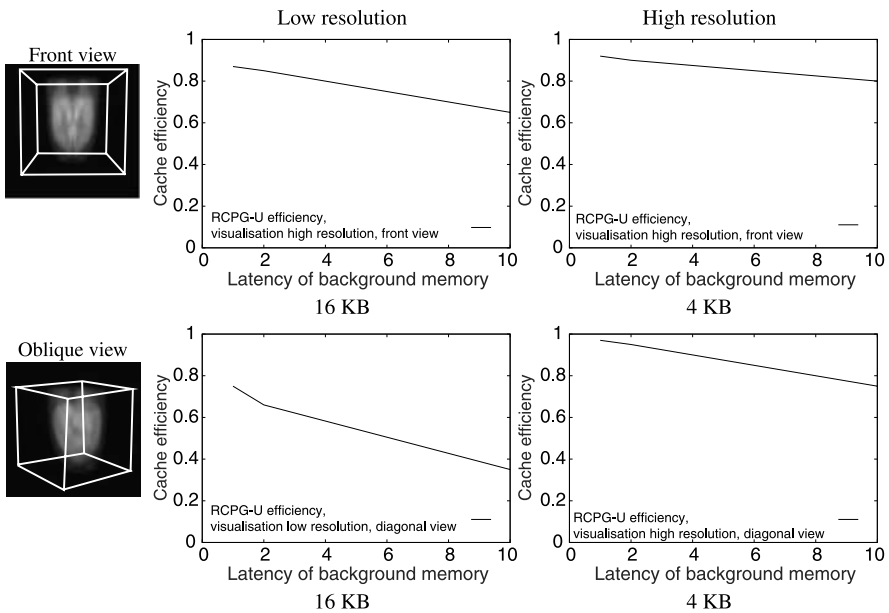 Low resolution
High resolution
Front view
Cache efficiency
1
0.8
0.6
0.4
0.2
0
RCPG-U efficiency,
visualisation high resolution, front view
0 2 4 6 8 10
Latency of background memory
16 KB
Cache efficiency
1
0.8
0.6
0.4
0.2
0
RCPG-U efficiency,
visualisation high resolution, front view
0 2 4 6 8 10
Latency of background memory
4 KB
Oblique view
Cache efficiency
1
0.8
0.6
0.4
0.2
0
RCPG-U efficiency,
visualisation low resolution, diagonal view
0 2 4 6 8 10
Latency of background memory
16 KB
Cache efficiency
1
0.8
0.6
0.4
0.2
0
RCPG-U efficiency,
visualisation high resolution, diagonal view
0 2 4 6 8 10
Latency of background memory
4 KB